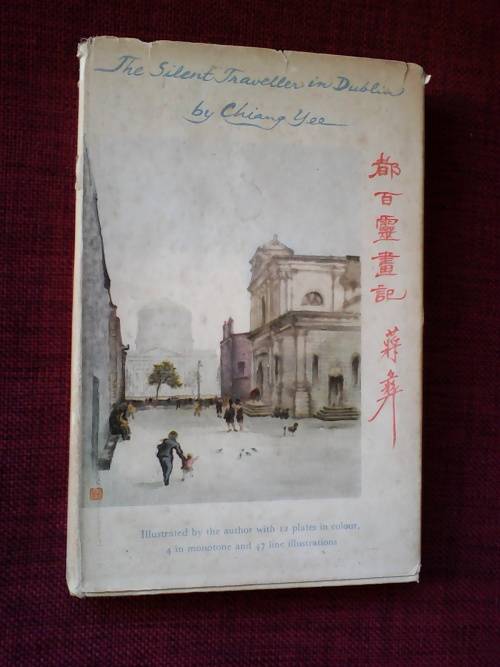 The Silent Traveller in Dublin
by Chiang Yee
都百靈畫記
蔣彝
Illustrated by the author with 12 plates in colour,
4 in monotone and 47 line illustrations